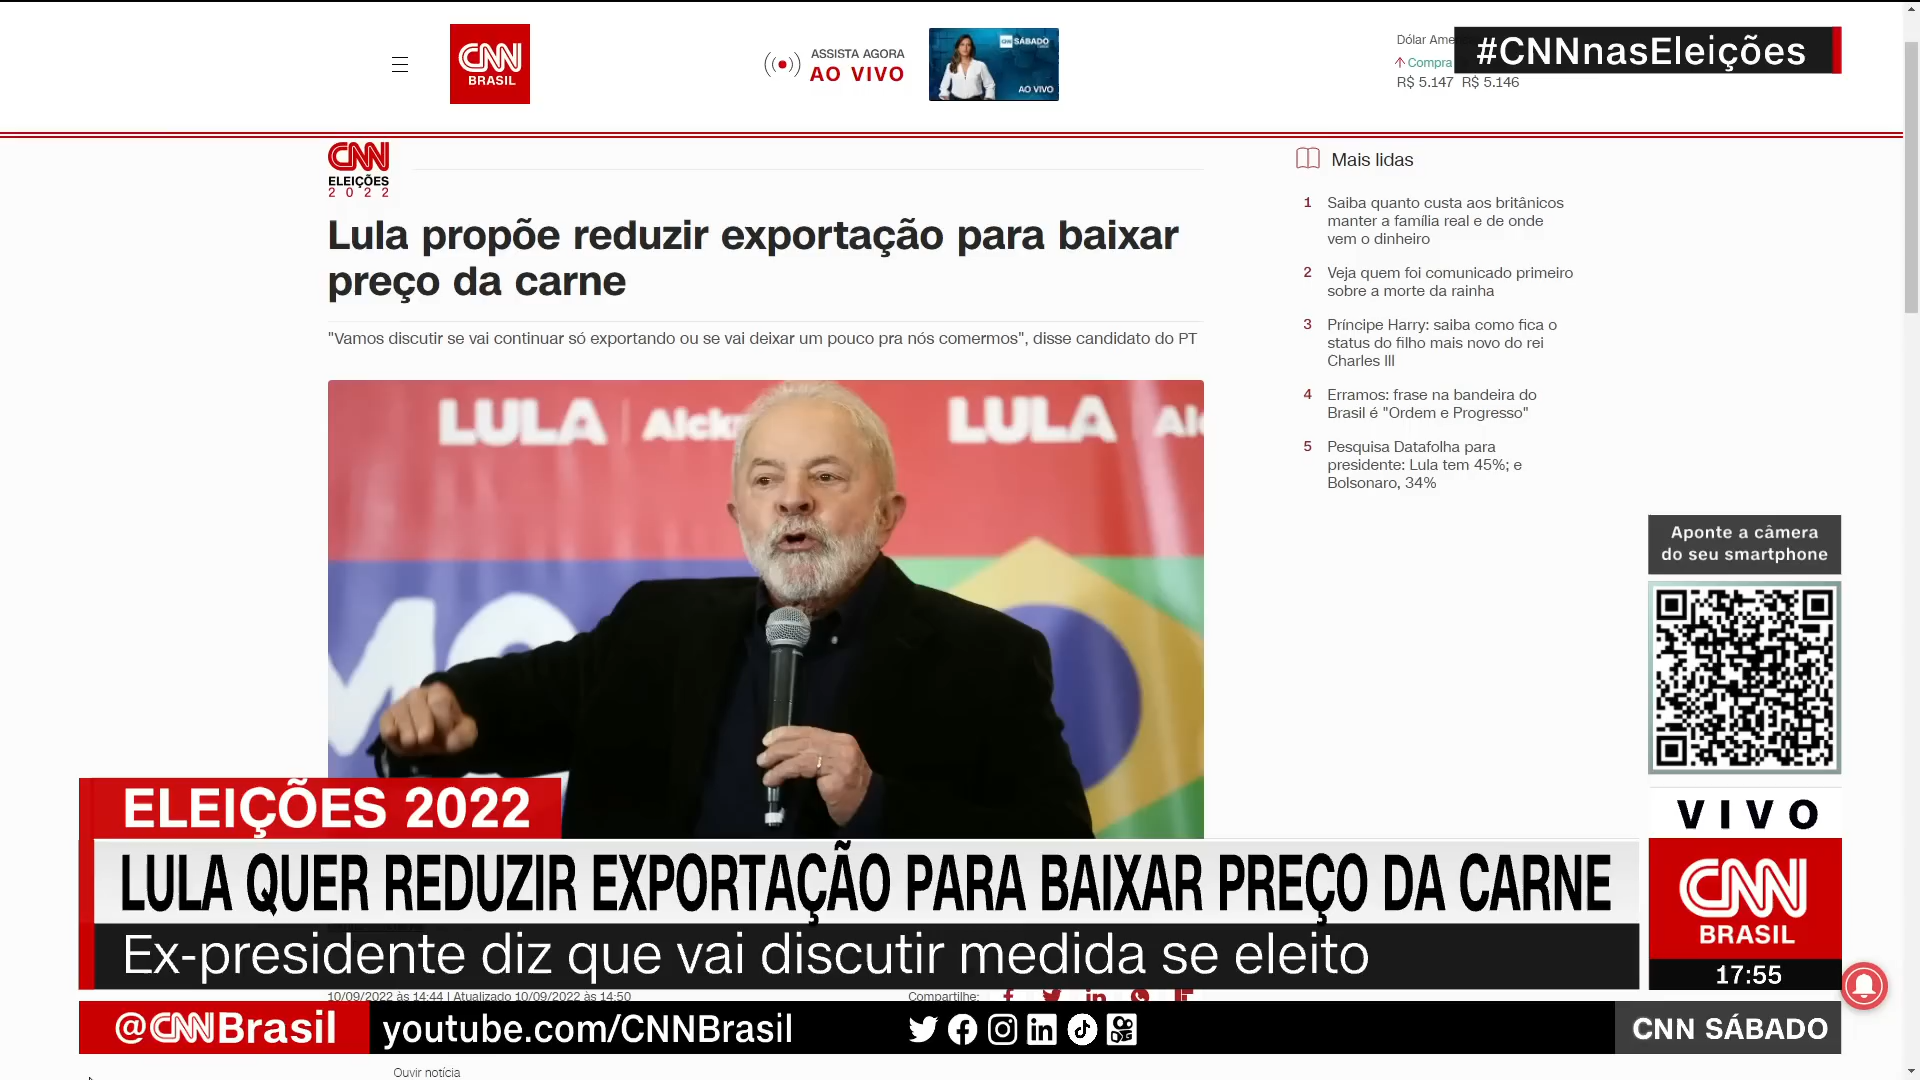 CNN
BRASIL
ASSISTA AGORA
AO VIVO
SÁBADO
AO VIVO
Dólar Ame
Compra
R$ 5.147 R$ 5.146
#CNNnasEleições
CNN
ELEIÇÕES
2022
Lula propõe reduzir exportação para baixar
preço da carne
"Vamos discutir se vai continuar só exportando ou se vai deixar um pouco pra nós comermos", disse candidato do PT
Mais lidas
1 Saiba quanto custa aos britânicos
manter a família real e de onde
vem o dinheiro
2 Veja quem foi comunicado primeiro
sobre a morte da rainha
3 Príncipe Harry: saiba como fica o
status do filho mais novo do rei
Charles III
4 Erramos: frase na bandeira do
Brasil é "Ordem e Progresso"
5 Pesquisa Datafolha para
presidente: Lula tem 45%; e
Bolsonaro, 34%
LULA Alck LULA Al
Aponte a câmera
do seu smartphone
ELEIÇÕES 2022
LULA QUER REDUZIR EXPORTAÇÃO PARA BAIXAR PREÇO DA CARNE
Ex-presidente diz que vai discutir medida se eleito
VIVO
CNN
BRASIL
17:55
10/09/2022 às 14:44 | Atualizado 10/09/2022 às 14:50
Compartilhe:
@CNNBrasil youtube.com/CNNBrasil
CNN SÁBADO
Ouvir notícia